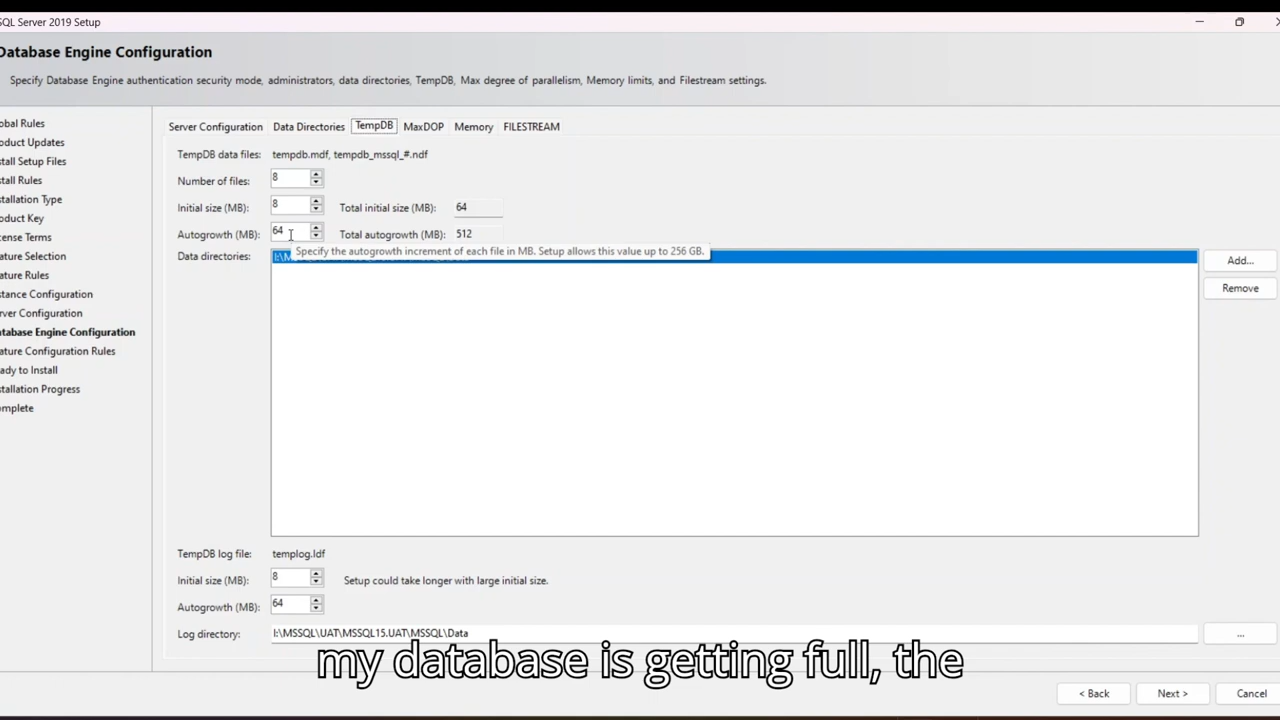 SQL Server 2019 Setup
Database Engine Configuration
Specify Database Engine authentication security mode, administrators, data directories, TempDB, Max degree of parallelism, Memory limits, and Filestream settings.
obal Rules
oduct Updates
stall Setup Files
stall Rules
stallation Type
oduct Key
cense Terms
ature Selection
ature Rules
stance Configuration
rver Configuration
tabase Engine Configuration
ature Configuration Rules
ady to Install
stallation Progress
mplete
Server Configuration Data Directories TempDB MaxDOP Memory FILESTREAM
TempDB data files: tempdb.mdf, tempdb_mssql_#.ndf
Number of files: 8
Initial size (MB): 8 Total initial size (MB): 64
Autogrowth (MB): 64 Total autogrowth (MB): 512
Specify the autogrowth increment of each file in MB. Setup allows this value up to 256 GB.
Data directories:
Add...
Remove
TempDB log file: templog.ldf
Initial size (MB): 8 Setup could take longer with large initial size.
Autogrowth (MB): 64
Log directory: I:\MSSQL\UAT\MSSQL15.UAT\MSSQL\Data ...
my database is getting full, the
< Back Next > Cancel